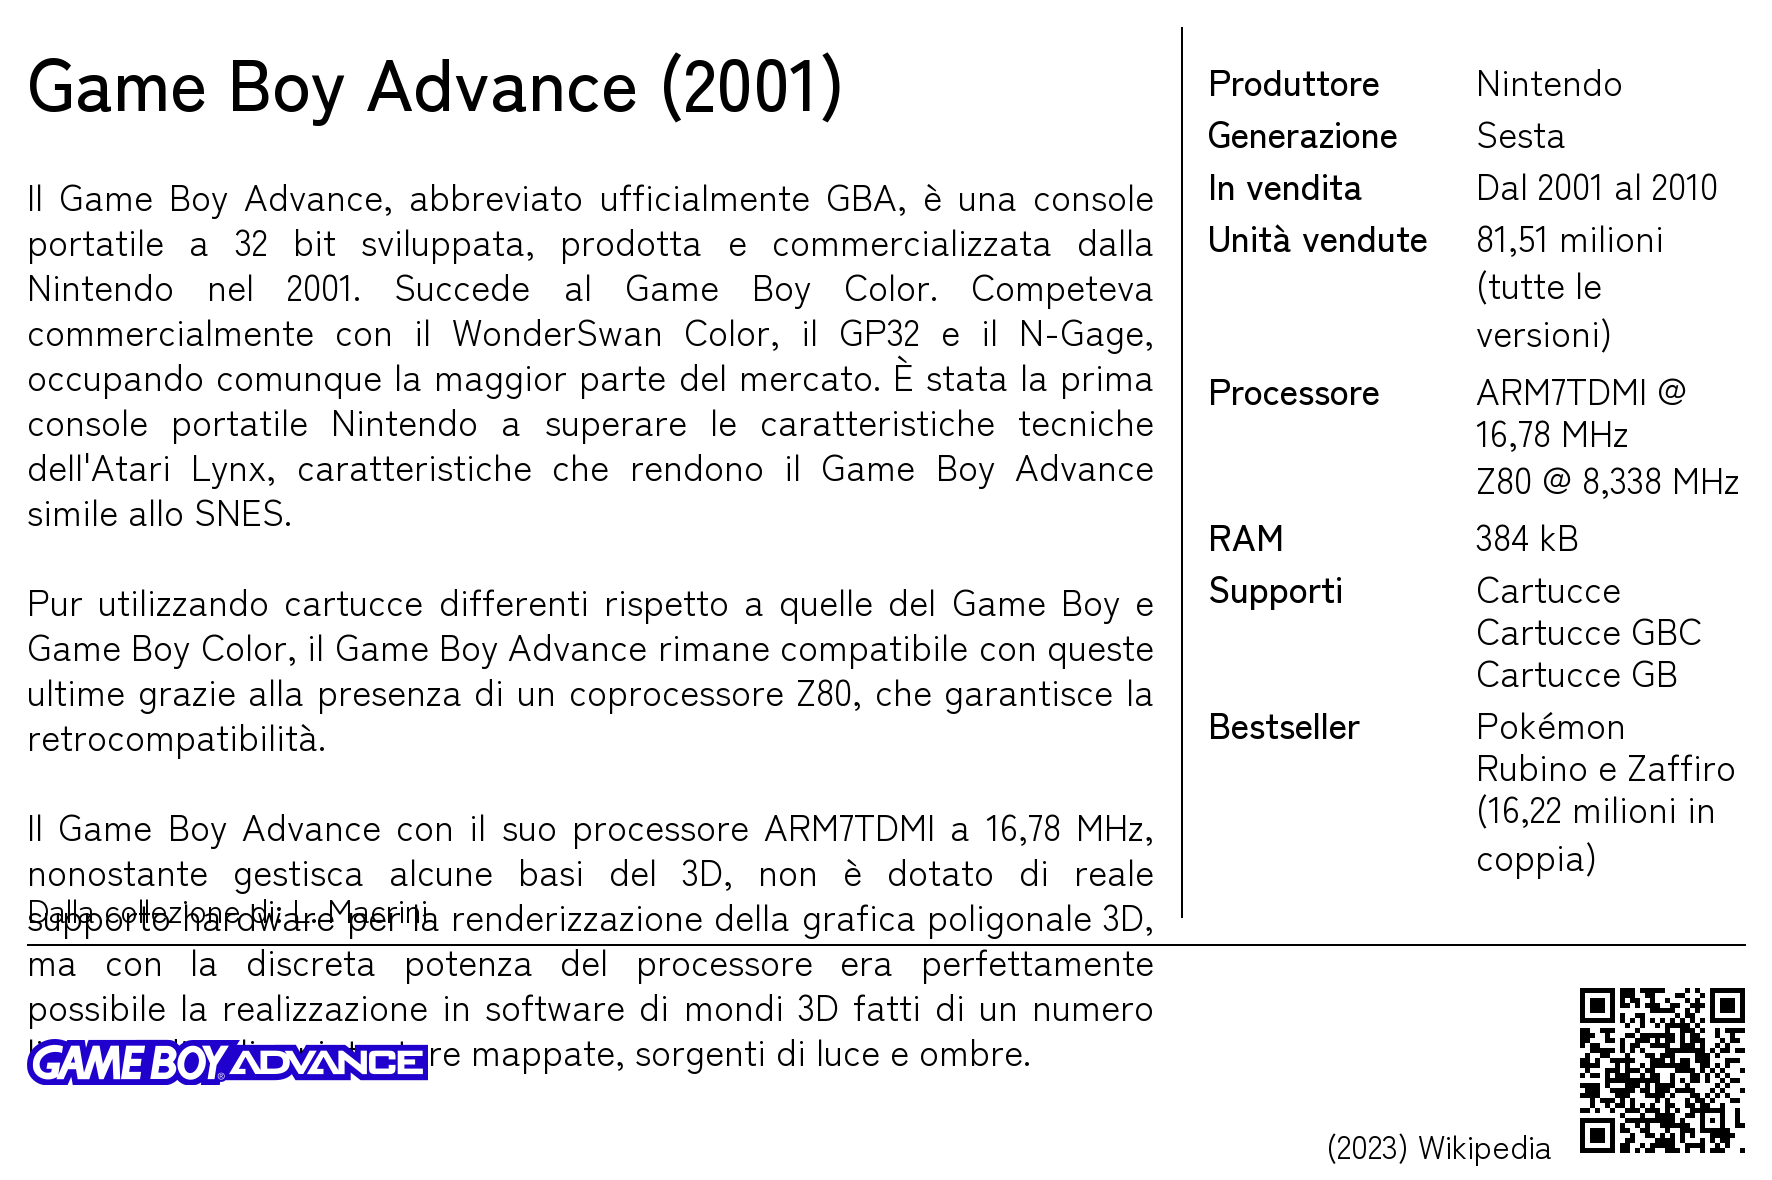 Game Boy Advance (2001)
Il Game Boy Advance, abbreviato ufficialmente GBA, è una console
portatile a 32 bit sviluppata, prodotta e commercializzata dalla
Nintendo nel 2001. Succede al Game Boy Color. Competeva
commercialmente con il WonderSwan Color, il GP32 e il N-Gage,
occupando comunque la maggior parte del mercato. È stata la prima
console portatile Nintendo a superare le caratteristiche tecniche
dell'Atari Lynx, caratteristiche che rendono il Game Boy Advance
simile allo SNES.
Pur utilizzando cartucce differenti rispetto a quelle del Game Boy e
Game Boy Color, il Game Boy Advance rimane compatibile con queste
ultime grazie alla presenza di un coprocessore Z80, che garantisce la
retrocompatibilità.
Il Game Boy Advance con il suo processore ARM7TDMI a 16,78 MHz,
nonostante gestisca alcune basi del 3D, non è dotato di reale
supporto hardware per la renderizzazione della grafica poligonale 3D,
ma con la discreta potenza del processore era perfettamente
possibile la realizzazione in software di mondi 3D fatti di un numero
mappate, sorgenti di luce e ombre.
Dalla collezione di: L. Macrini
GAME BOY ADVANCE
Produttore Nintendo
Generazione Sesta
In vendita Dal 2001 al 2010
Unità vendute 81,51 milioni
(tutte le
versioni)
Processore ARM7TDMI @
16,78 MHz
Z80 @ 8,338 MHz
RAM 384 kB
Supporti Cartucce
Cartucce GBC
Cartucce GB
Bestseller Pokémon
Rubino e Zaffiro
(16,22 milioni in
coppia)
(2023) Wikipedia